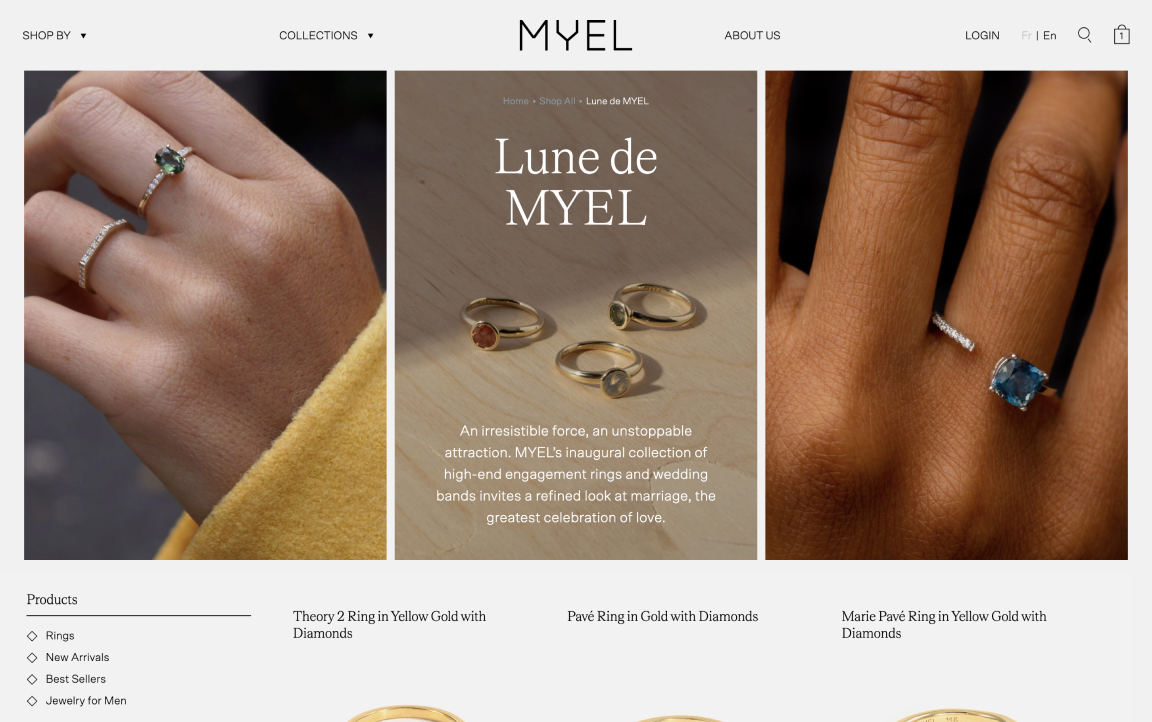 SHOP BY ▼
COLLECTIONS ▼
MYEL
ABOUT US
LOGIN
Fr | En
1
Home • Shop All • Lune de MYEL
Lune de
MYEL
An irresistible force, an unstoppable
attraction. MYEL's inaugural collection of
high-end engagement rings and wedding
bands invites a refined look at marriage, the
greatest celebration of love.
Products
Rings
New Arrivals
Best Sellers
Jewelry for Men
Theory 2 Ring in Yellow Gold with
Diamonds
Pavé Ring in Gold with Diamonds
Marie Pavé Ring in Yellow Gold with
Diamonds